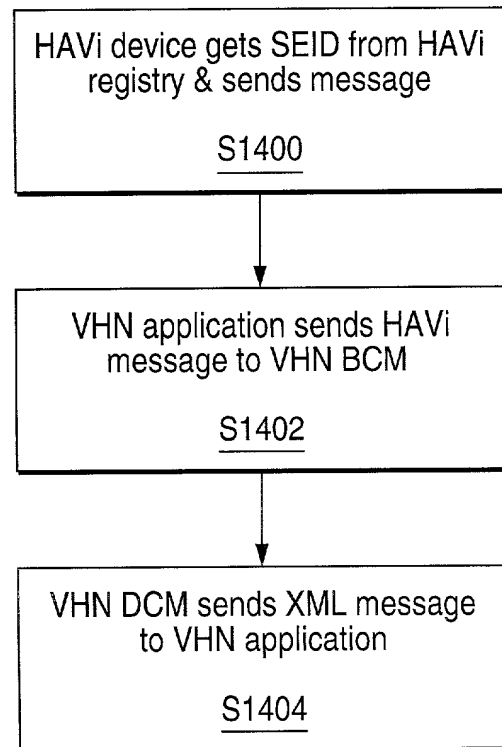 HAVi device gets SEID from HAVi
registry & sends message
S1400
VHN application sends HAVi
message to VHN BCM
S1402
VHN DCM sends XML message
to VHN application
S1404